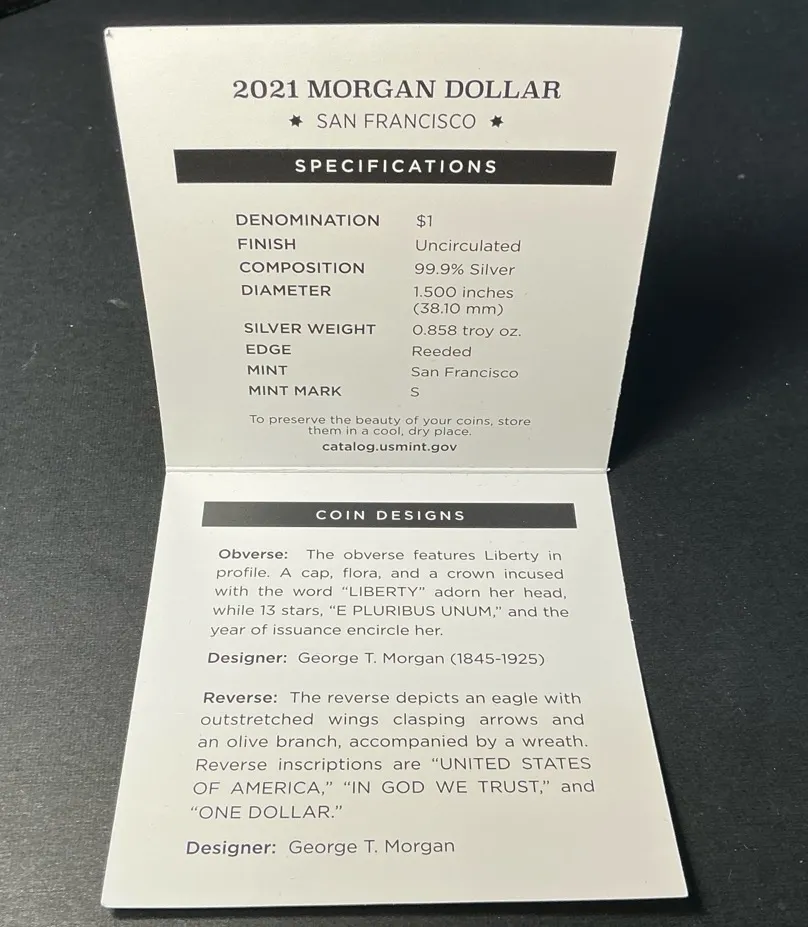 2021 MORGAN DOLLAR
★ SAN FRANCISCO ★
SPECIFICATIONS
DENOMINATION $1
FINISH Uncirculated
COMPOSITION 99.9% Silver
DIAMETER 1.500 inches
(38.10 mm)
SILVER WEIGHT 0.858 troy oz.
EDGE Reeded
MINT San Francisco
MINT MARK S
To preserve the beauty of your coins, store
them in a cool, dry place.
catalog.usmint.gov
COIN DESIGNS
Obverse: The obverse features Liberty in
profile. A cap, flora, and a crown incused
with the word “LIBERTY” adorn her head,
while 13 stars, “E PLURIBUS UNUM,” and the
year of issuance encircle her.
Designer: George T. Morgan (1845-1925)
Reverse: The reverse depicts an eagle with
outstretched wings clasping arrows and
an olive branch, accompanied by a wreath.
Reverse inscriptions are “UNITED STATES
OF AMERICA,” “IN GOD WE TRUST,” and
“ONE DOLLAR.”
Designer: George T. Morgan